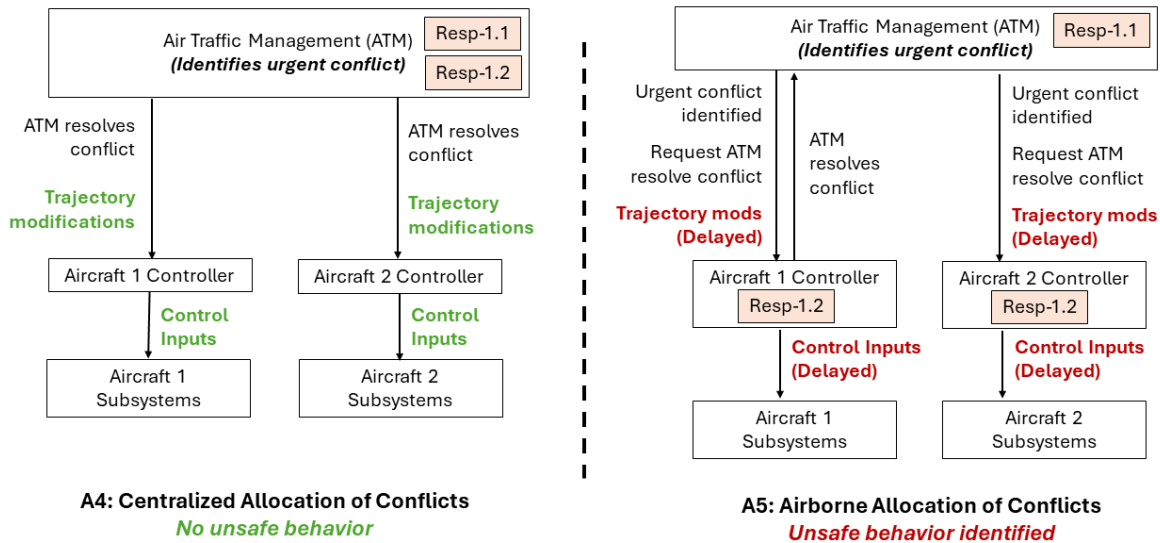 Air Traffic Management (ATM)
(Identifies urgent conflict)
Resp-1.1
Resp-1.2
ATM resolves
conflict
Trajectory
modifications
ATM resolves
conflict
Trajectory
modifications
Aircraft 1 Controller
Aircraft 2 Controller
Control
Inputs
Control
Inputs
Aircraft 1
Subsystems
Aircraft 2
Subsystems
A4: Centralized Allocation of Conflicts
No unsafe behavior
Air Traffic Management (ATM)
(Identifies urgent conflict)
Resp-1.1
Urgent conflict
identified
Request ATM
resolve conflict
Trajectory mods
(Delayed)
ATM
resolves
conflict
Urgent conflict
identified
Request ATM
resolve conflict
Trajectory mods
(Delayed)
Aircraft 1 Controller
Resp-1.2
Aircraft 2 Controller
Resp-1.2
Control Inputs
(Delayed)
Control Inputs
(Delayed)
Aircraft 1
Subsystems
Aircraft 2
Subsystems
A5: Airborne Allocation of Conflicts
Unsafe behavior identified